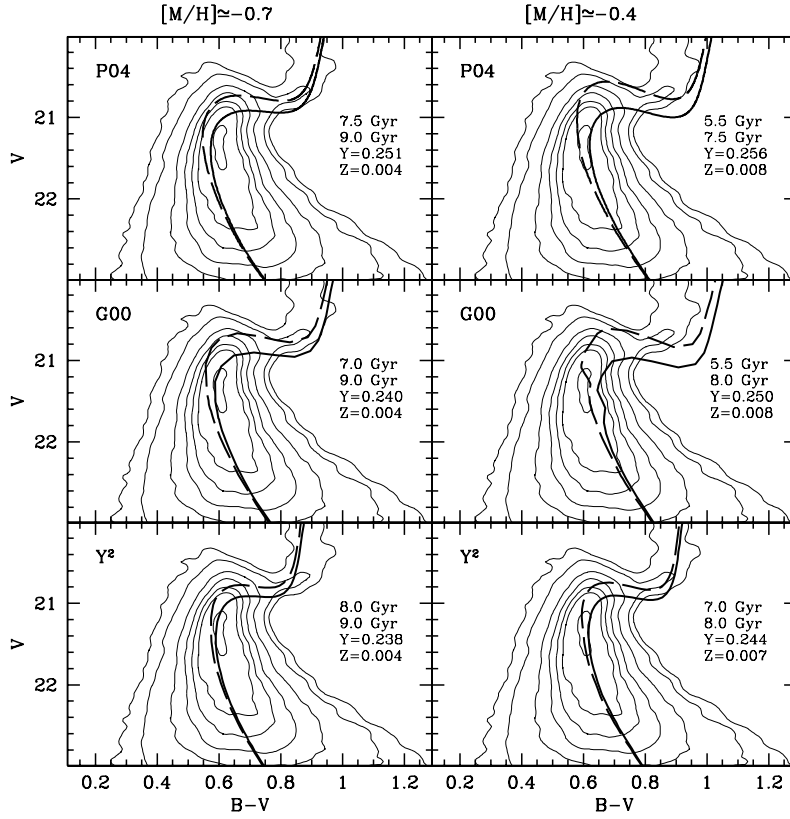 [M/H]≃−0.7
[M/H]≃−0.4
P04
7.5 Gyr
9.0 Gyr
Y=0.251
Z=0.004
P04
5.5 Gyr
7.5 Gyr
Y=0.256
Z=0.008
21
22
V
G00
7.0 Gyr
9.0 Gyr
Y=0.240
Z=0.004
G00
5.5 Gyr
8.0 Gyr
Y=0.250
Z=0.008
21
22
V
Y²
8.0 Gyr
9.0 Gyr
Y=0.238
Z=0.004
Y²
7.0 Gyr
8.0 Gyr
Y=0.244
Z=0.007
21
22
V
0.2 0.4 0.6 0.8 1 1.2
0.2 0.4 0.6 0.8 1 1.2
B−V
B−V